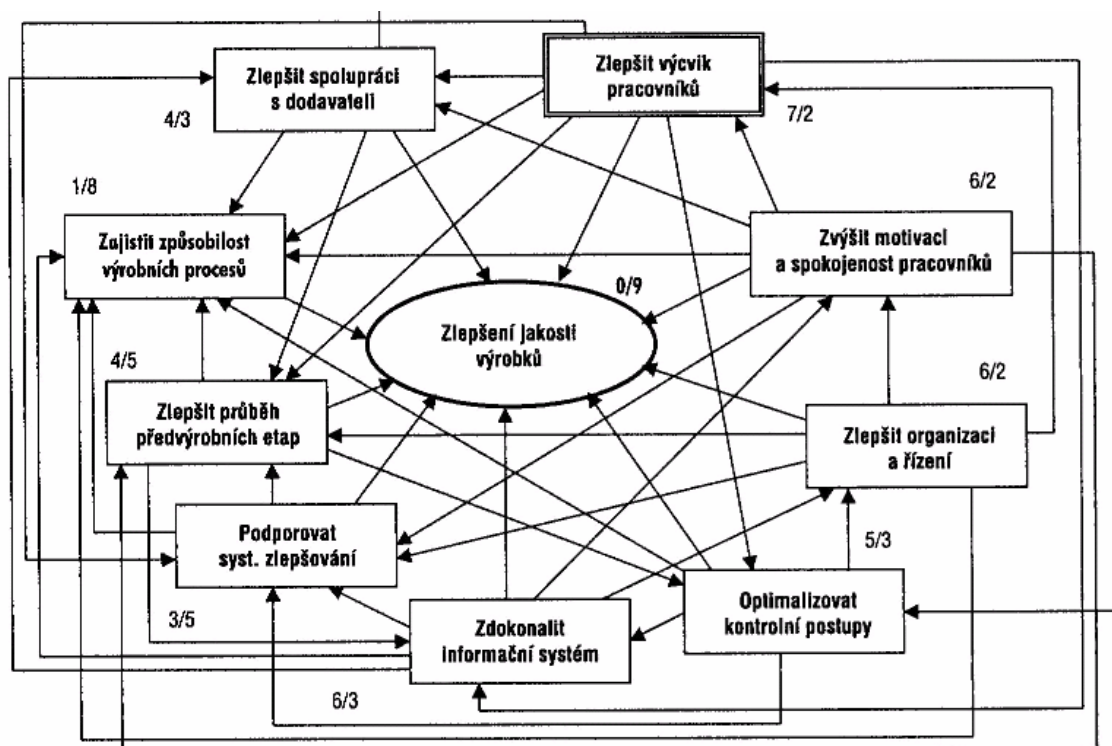 Zlepšit spolupráci
s dodavateli
4/3
Zlepšit výcvik
pracovníků
7/2
1/8
Zajistit způsobilost
výrobních procesů
6/2
Zvýšit motivaci
a spokojenost pracovníků
0/9
Zlepšení jakosti
výrobků
4/5
Zlepšit průběh
předvýrobních etap
6/2
Zlepšit organizaci
a řízení
Podporovat
syst. zlepšování
3/5
5/3
Optimalizovat
kontrolní postupy
Zdokonalit
informační systém
6/3